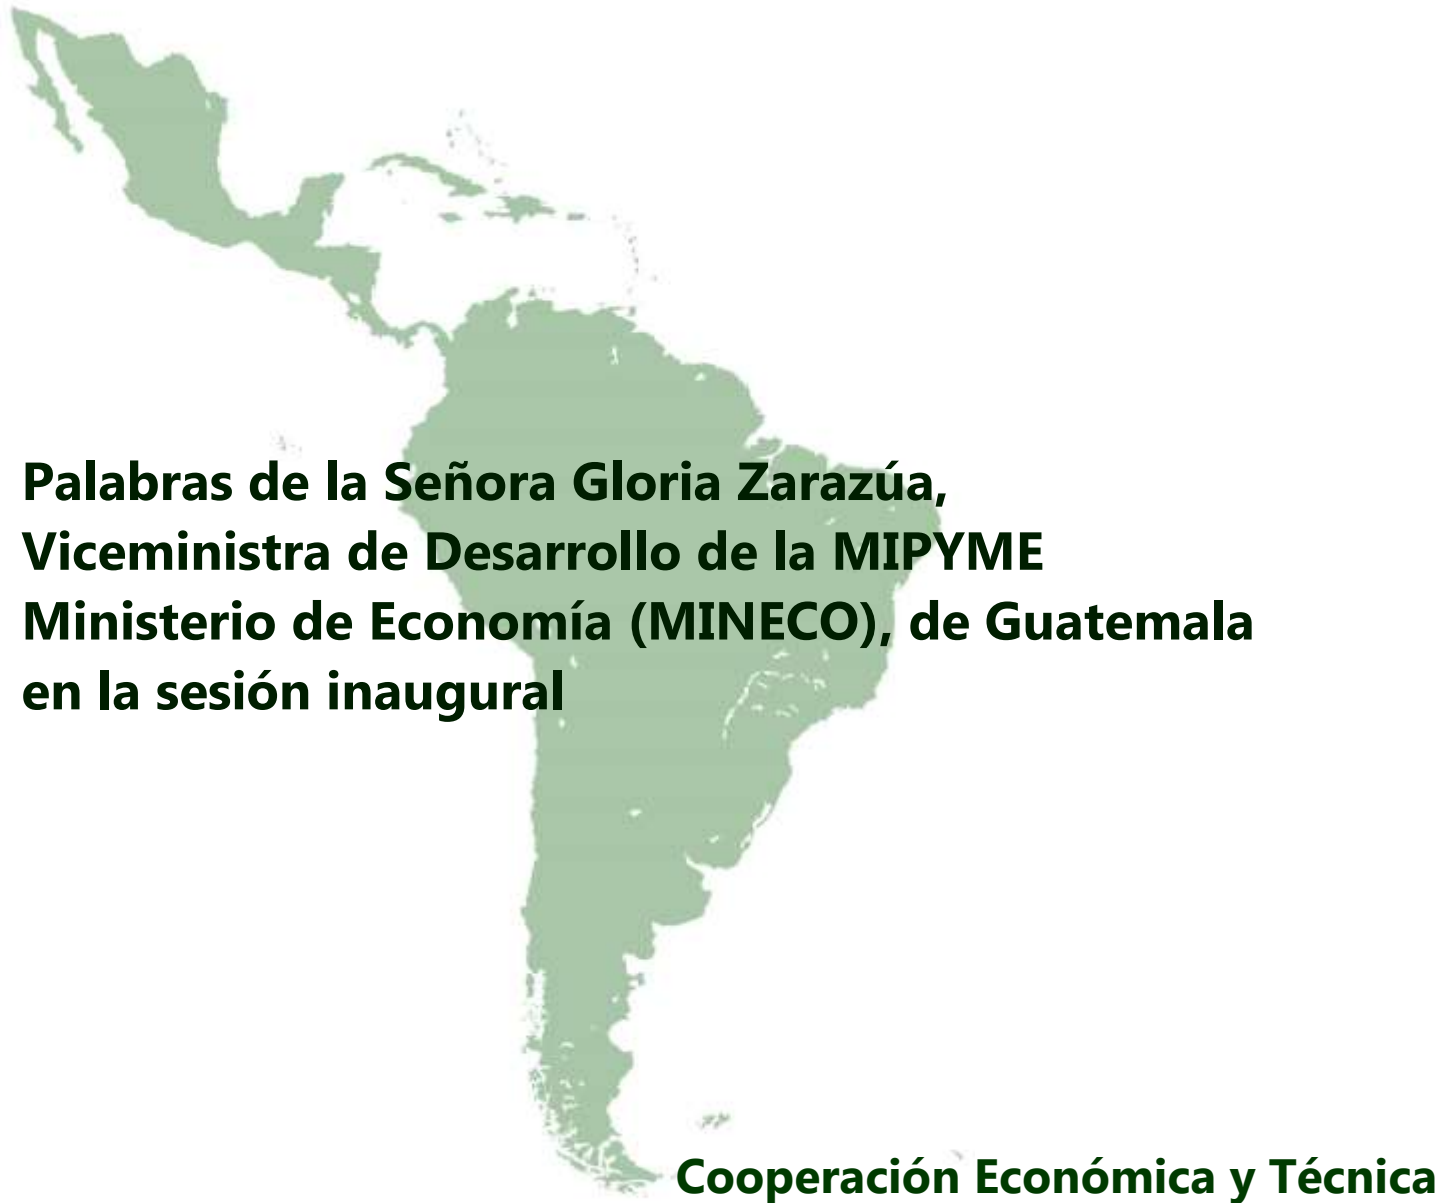 Palabras de la Señora Gloria Zarazúa,
Viceministra de Desarrollo de la MIPYME
Ministerio de Economía (MINECO), de Guatemala
en la sesión inaugural
Cooperación Económica y Técnica